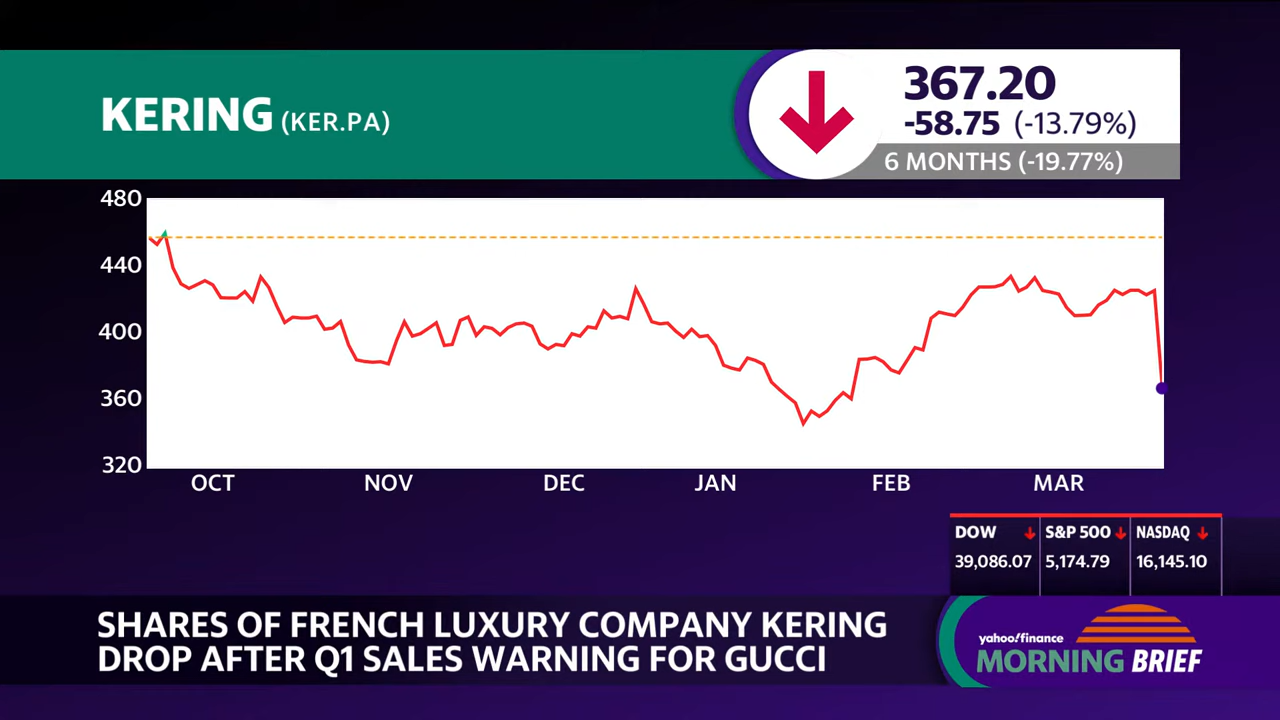 KERING (KER.PA)
367.20
-58.75 (-13.79%)
6 MONTHS (-19.77%)
480
440
400
360
320
OCT NOV DEC JAN FEB MAR
DOW S&P 500 NASDAQ
39,086.07 5,174.79 16,145.10
SHARES OF FRENCH LUXURY COMPANY KERING
DROP AFTER Q1 SALES WARNING FOR GUCCI
yahoo!finance
MORNING BRIEF